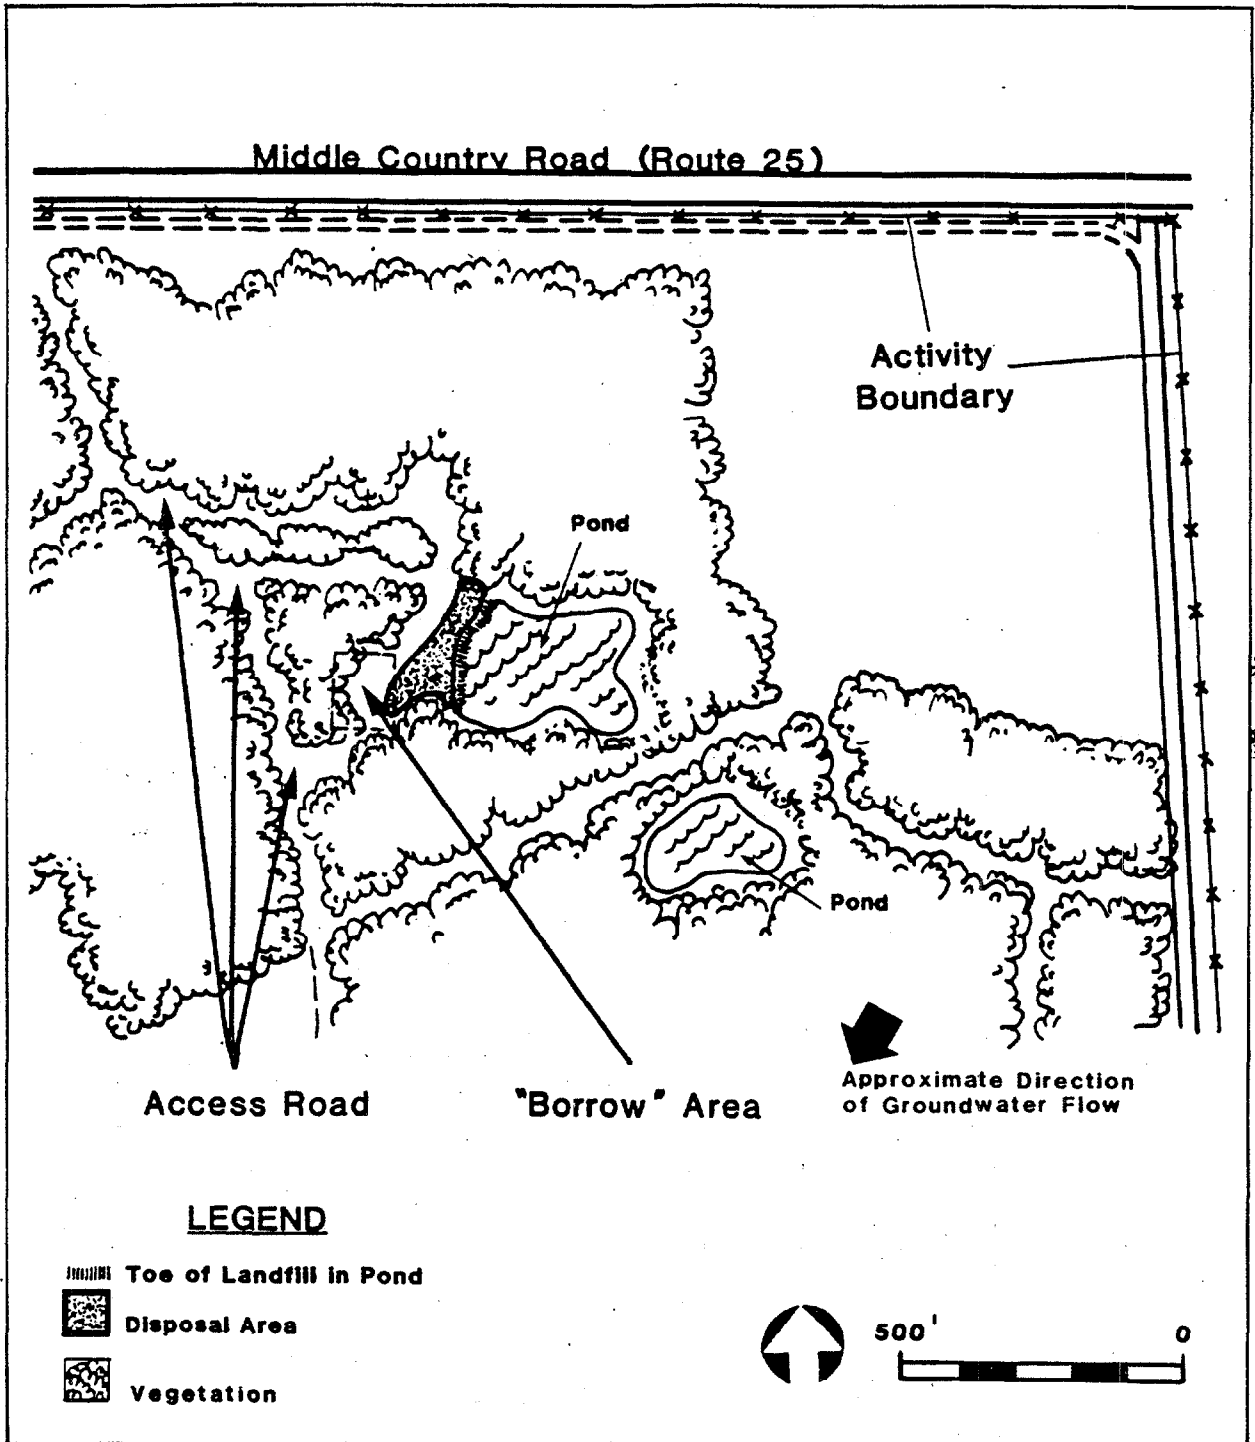 Middle Country Road (Route 25)
Activity
Boundary
Pond
Pond
Approximate Direction
of Groundwater Flow
Access Road
"Borrow" Area
LEGEND
Toe of Landfill in Pond
Disposal Area
Vegetation
500' 0